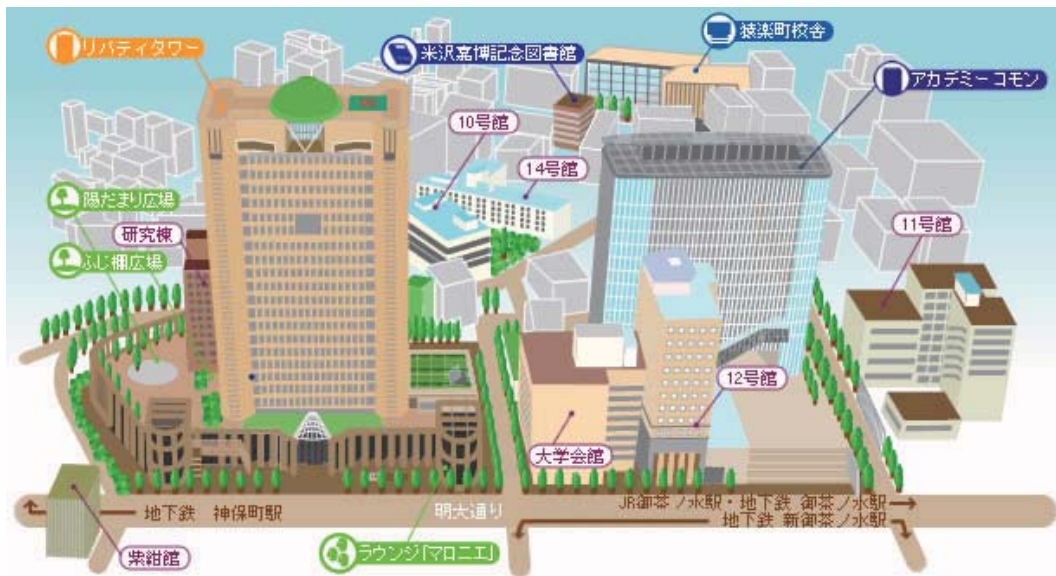 リバティタワー
米沢嘉博記念図書館
猿楽町校舎
アカデミーコモン
10号館
14号館
陽だまり広場
研究棟
ふじ棚広場
11号館
12号館
大学会館
JR御茶ノ水駅・地下鉄 御茶ノ水駅
地下鉄 神保町駅
明大通り
地下鉄 新御茶ノ水駅
紫紺館
ラウンジ「マロニエ」